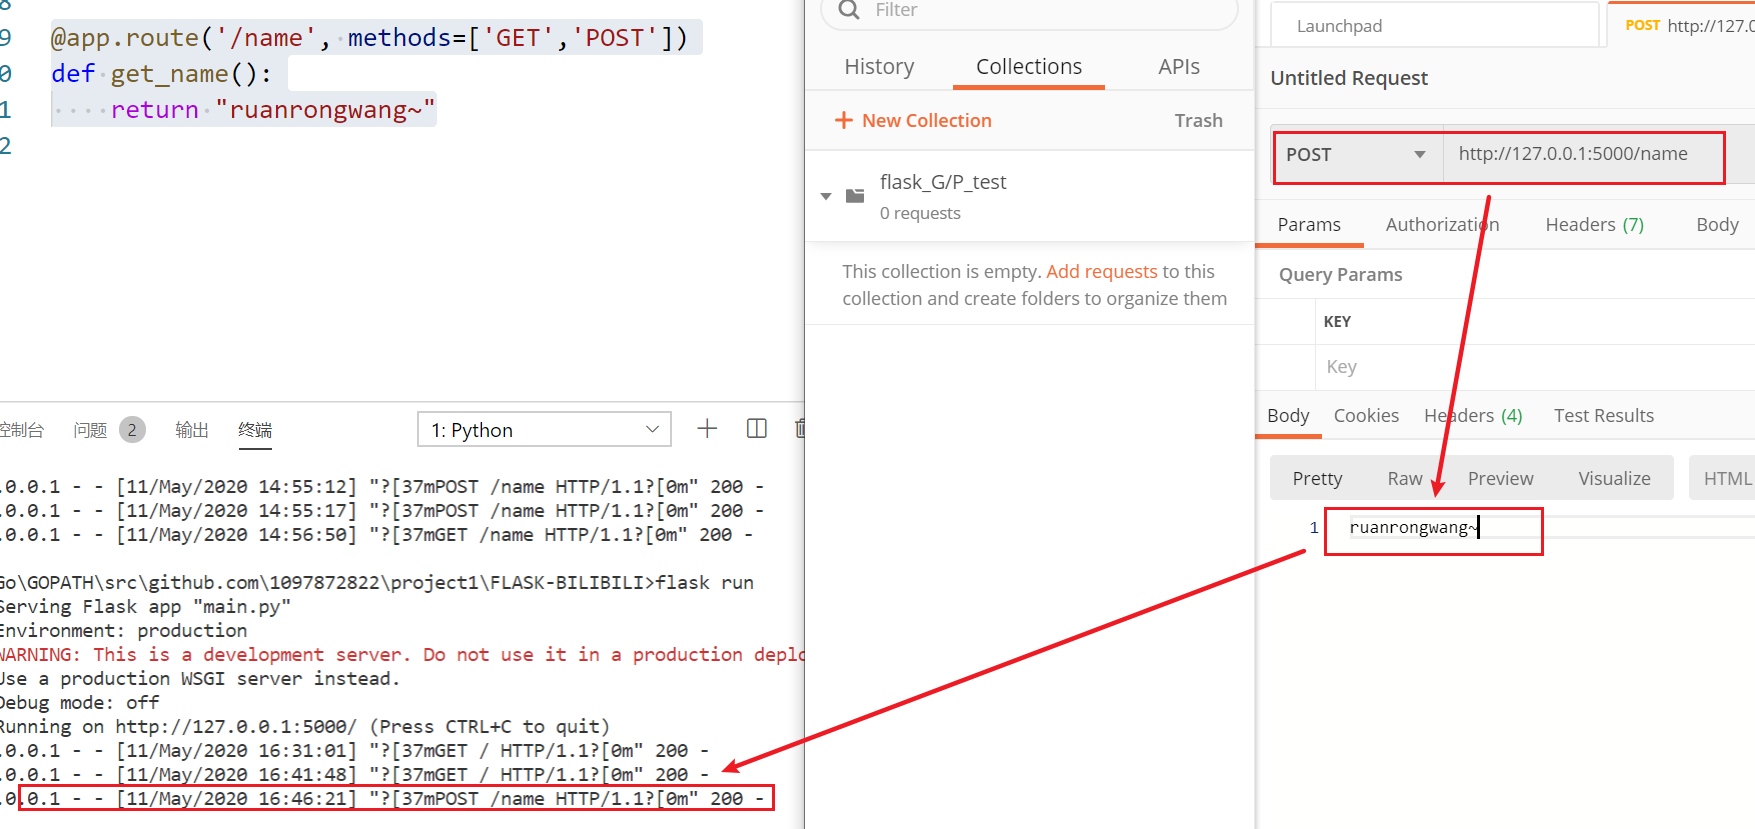 8
9
@app.route('/name', methods=['GET','POST'])
0
def get_name():
1
return "ruanrongwang~"
2
控制台 问题 2 输出 终端
1: Python
.0.0.1 - - [11/May/2020 14:55:12] "?[37mPOST /name HTTP/1.1?[0m" 200 -
.0.0.1 - - [11/May/2020 14:55:17] "?[37mPOST /name HTTP/1.1?[0m" 200 -
.0.0.1 - - [11/May/2020 14:56:50] "?[37mGET /name HTTP/1.1?[0m" 200 -
Go\GOPATH\src\github.com\1097872822\project1\FLASK-BILIBILI>flask run
Serving Flask app "main.py"
Environment: production
WARNING: This is a development server. Do not use it in a production deplo
Use a production WSGI server instead.
Debug mode: off
Running on http://127.0.0.1:5000/ (Press CTRL+C to quit)
.0.0.1 - - [11/May/2020 16:31:01] "?[37mGET / HTTP/1.1?[0m" 200 -
.0.0.1 - - [11/May/2020 16:41:48] "?[37mGET / HTTP/1.1?[0m" 200 -
.0.0.1 - - [11/May/2020 16:46:21] "?[37mPOST /name HTTP/1.1?[0m" 200 -
Filter
History Collections APIs
+ New Collection Trash
flask_G/P_test
0 requests
This collection is empty. Add requests to this
collection and create folders to organize them
Launchpad
POST http://127.0
Untitled Request
POST http://127.0.0.1:5000/name
Params Authorization Headers (7) Body
Query Params
KEY
Key
Body Cookies Headers (4) Test Results
Pretty Raw Preview Visualize HTML
1 ruanrongwang~